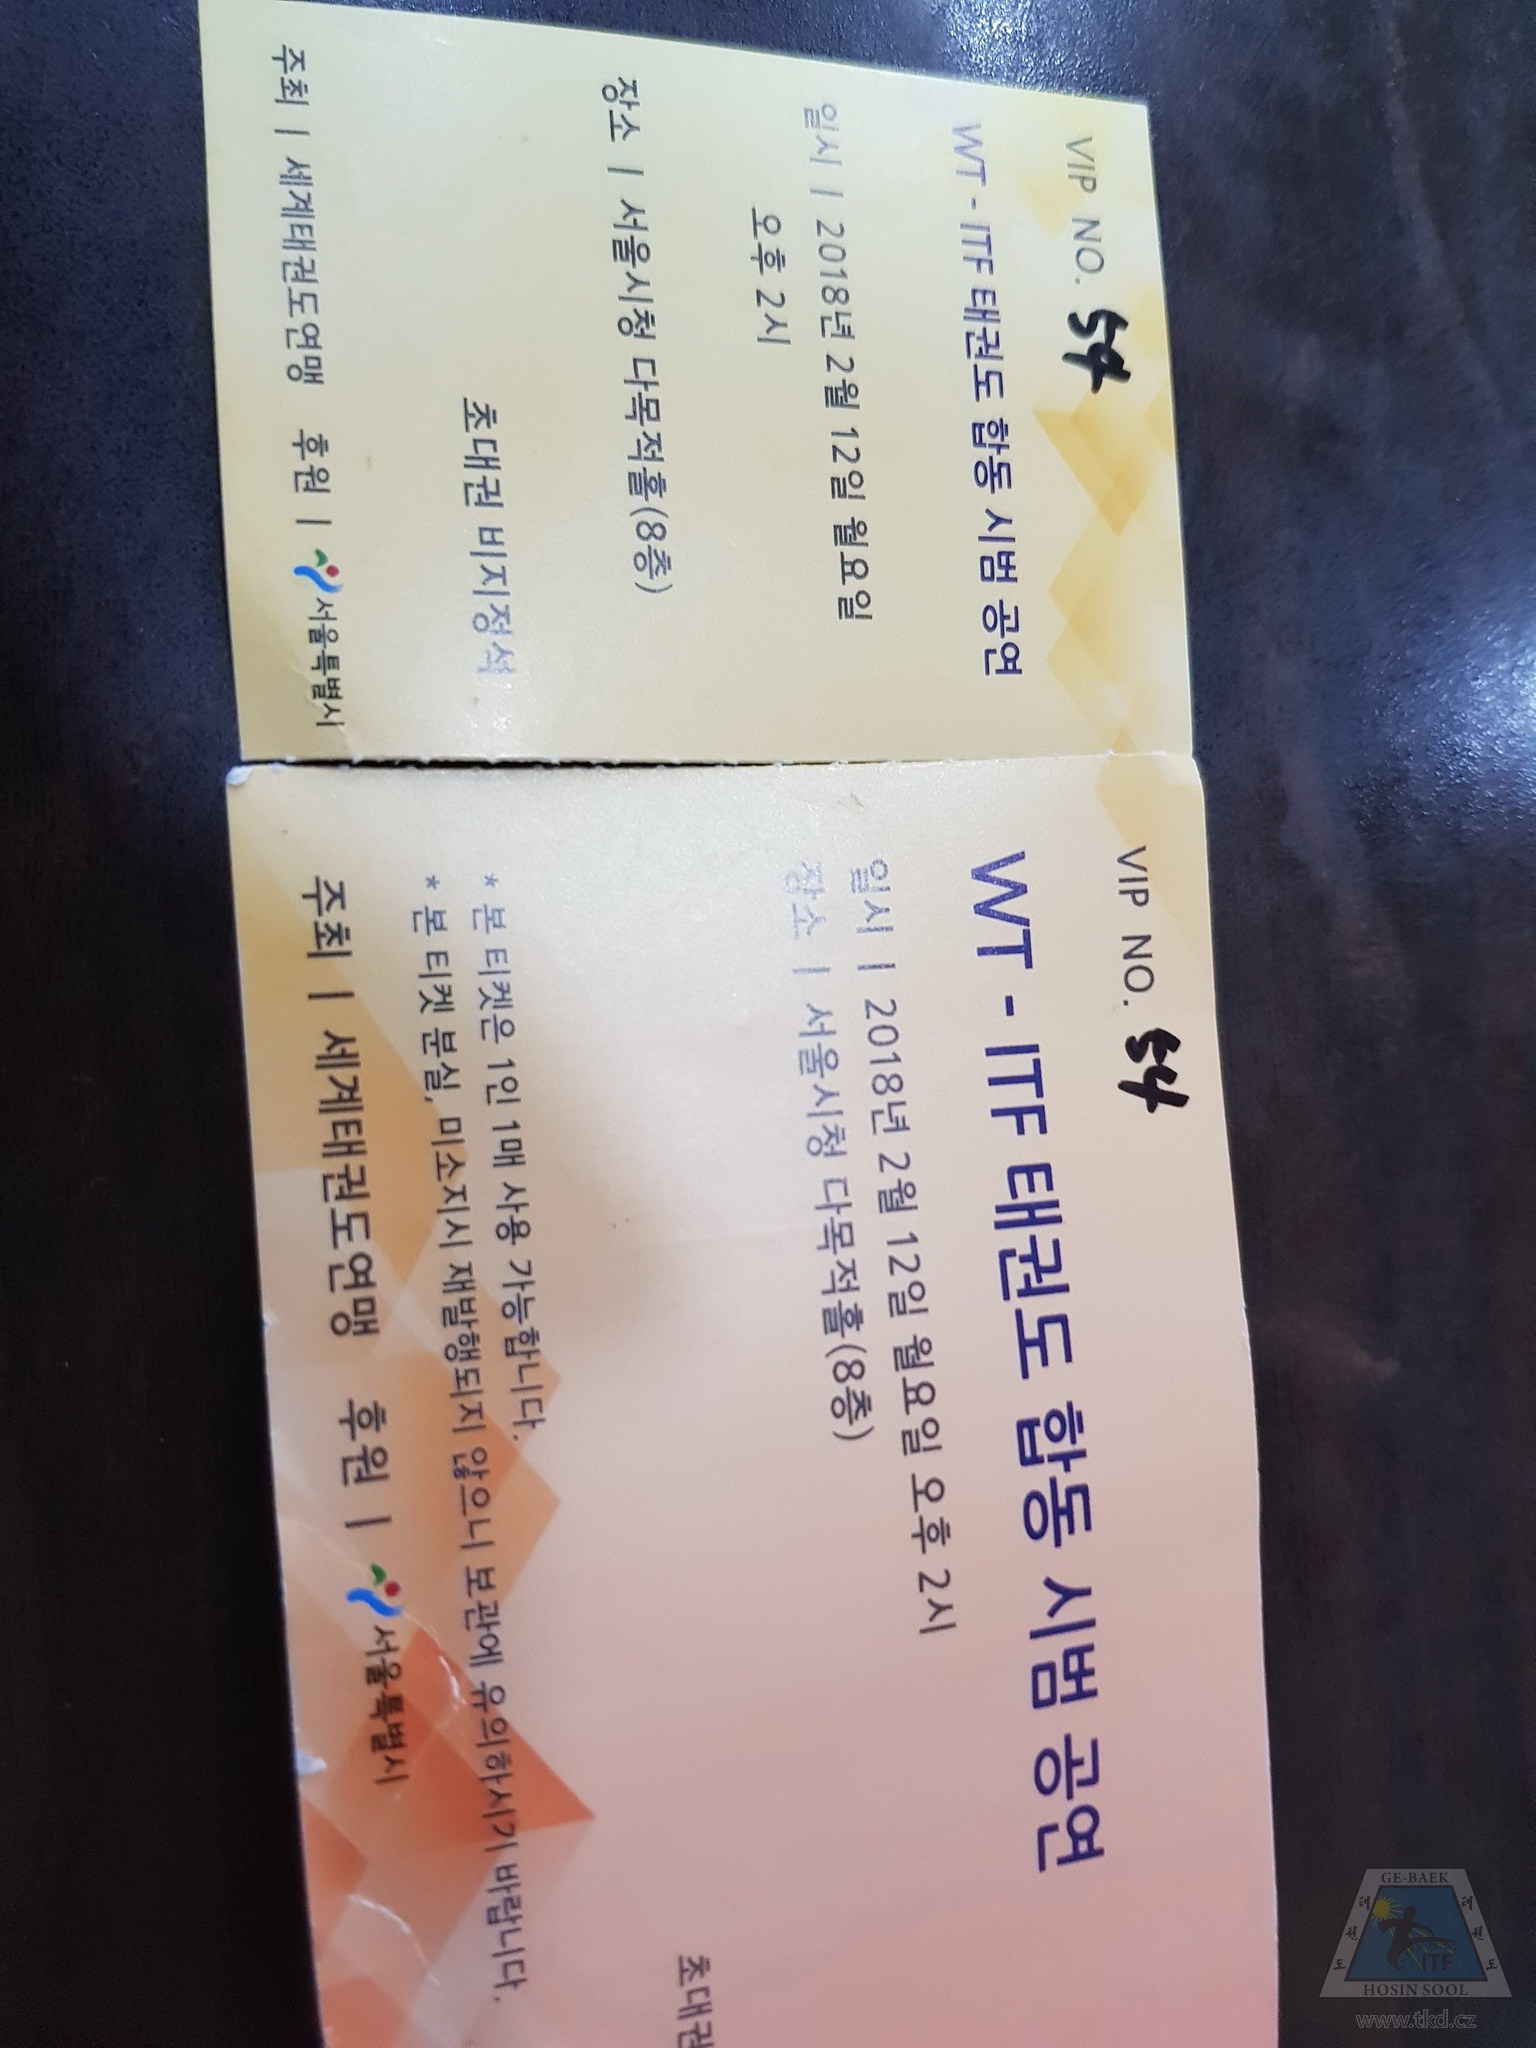 VIP NO. 54
WT - ITF 태권도 합동 시범 공연
일시 | 2018년 2월 12일 월요일
오후 2시
장소 | 서울시청 다목적홀(8층)
초대권 비지정석
주최 | 세계태권도연맹 후원 | 서울특별시
VIP NO. 54
WT - ITF 태권도 합동 시범 공연
일시 | 2018년 2월 12일 월요일 오후 2시
장소 | 서울시청 다목적홀(8층)
초대권
* 본 티켓은 1인 1매 사용 가능합니다.
* 본 티켓 분실, 미소지시 재발행되지 않으니 보관에 유의하시기 바랍니다.
주최 | 세계태권도연맹 후원 | 서울특별시
GE-BAEK
태권도
태권도
ITF
HOSIN SOOL
www.tkd.cz